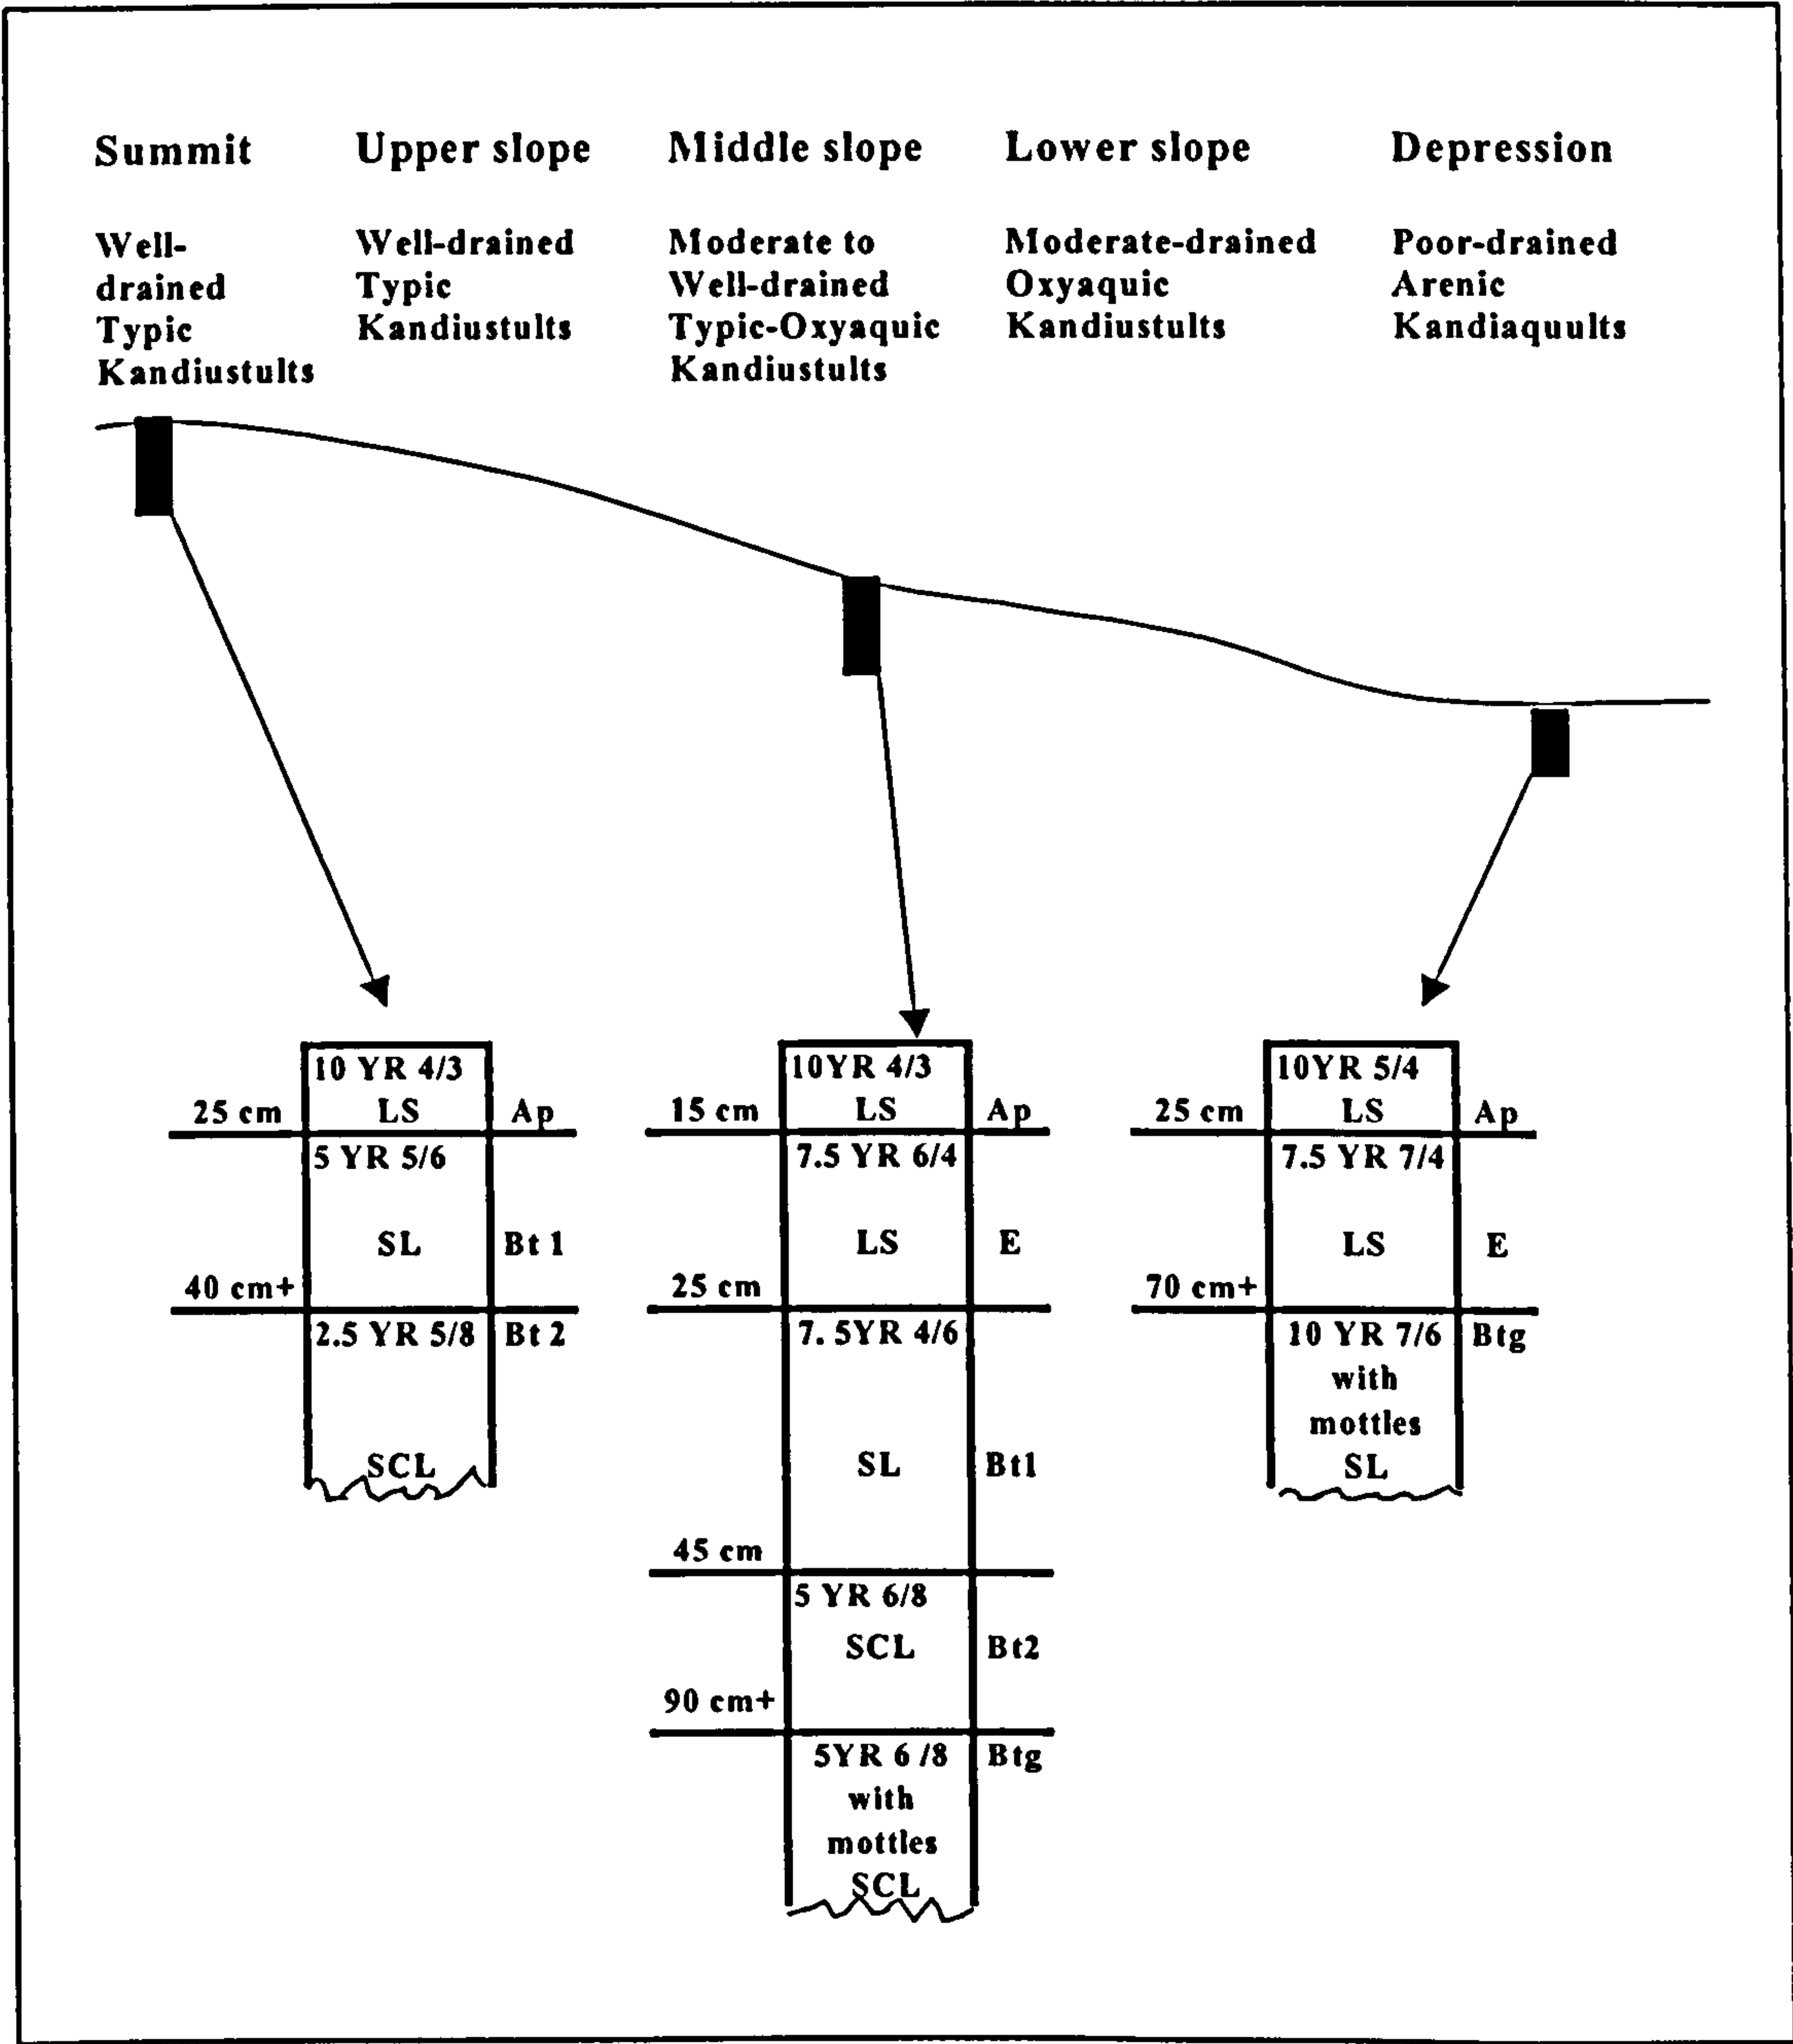 Summit
Well-
drained
Typic
Kandiustults
Upper slope
Well-drained
Typic
Kandiustults
Middle slope
Moderate to
Well-drained
Typic-Oxyaquic
Kandiustults
Lower slope
Moderate-drained
Oxyaquic
Kandiustults
Depression
Poor-drained
Arenic
Kandiaquults
10 YR 4/3
25 cm LS Ap
5 YR 5/6
SL Bt 1
40 cm+
2.5 YR 5/8 Bt 2
SCL
10YR 4/3
15 cm LS Ap
7.5 YR 6/4
LS E
25 cm
7. 5YR 4/6
SL Bt1
45 cm
5 YR 6/8
SCL Bt2
90 cm+
5YR 6 /8 Btg
with
mottles
SCL
10YR 5/4
25 cm LS Ap
7.5 YR 7/4
LS E
70 cm+
10 YR 7/6 Btg
with
mottles
SL